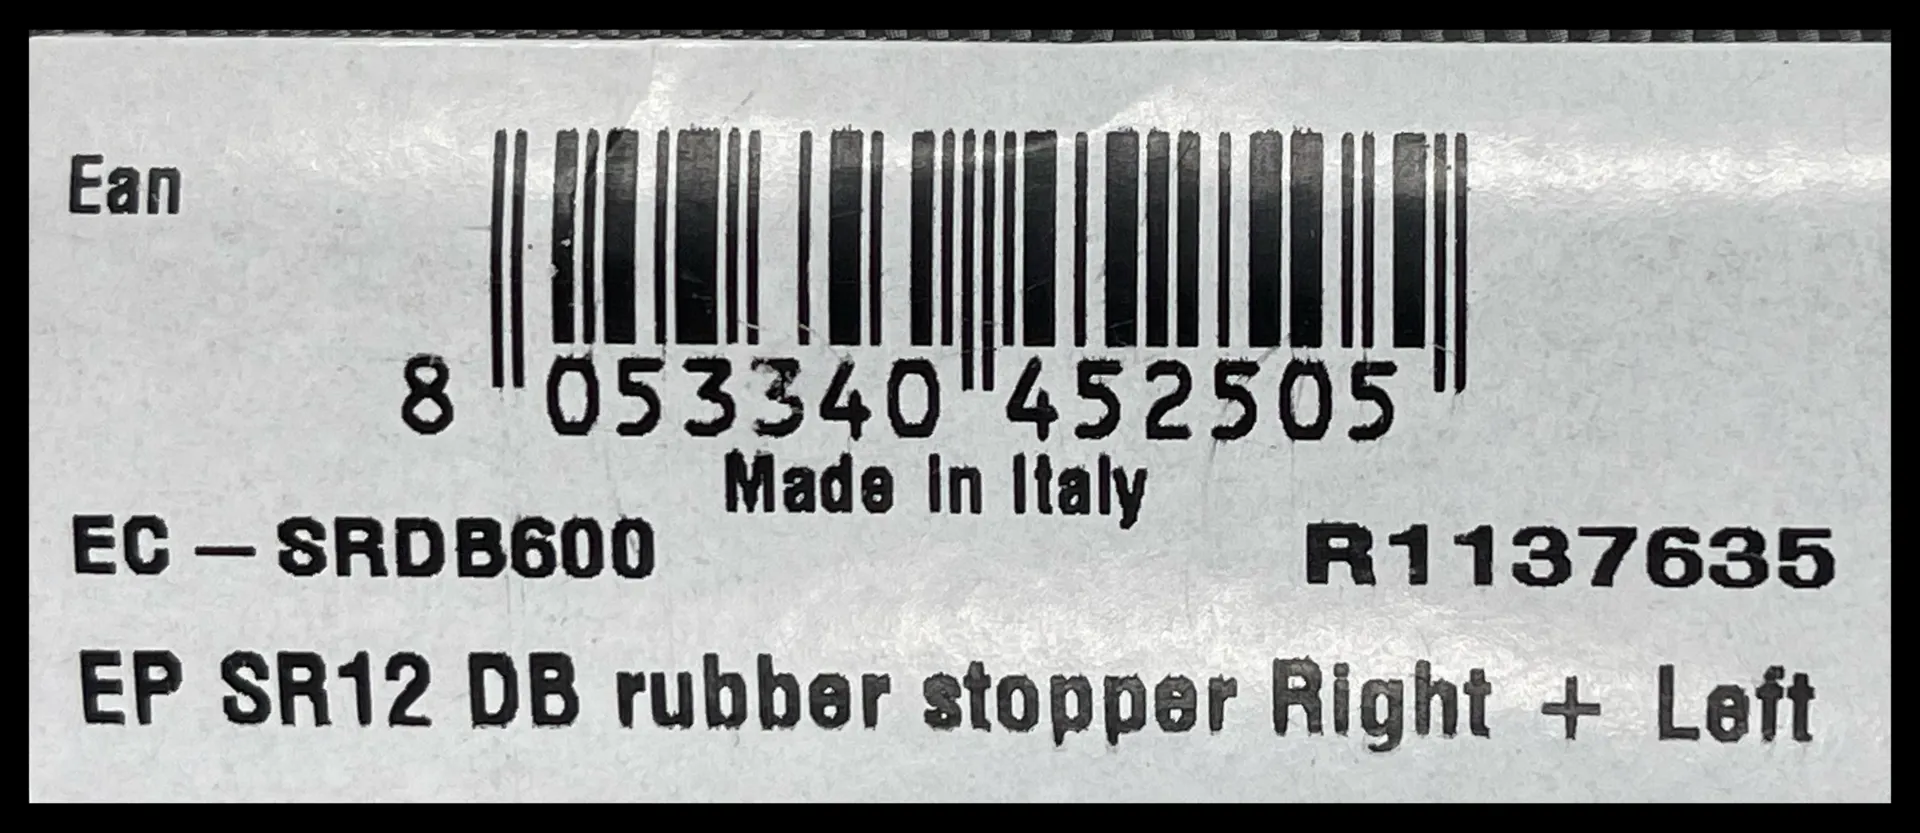 Ean
8 053340 452505
Made in Italy
EC – SRDB600 R1137635
EP SR12 DB rubber stopper Right + Left